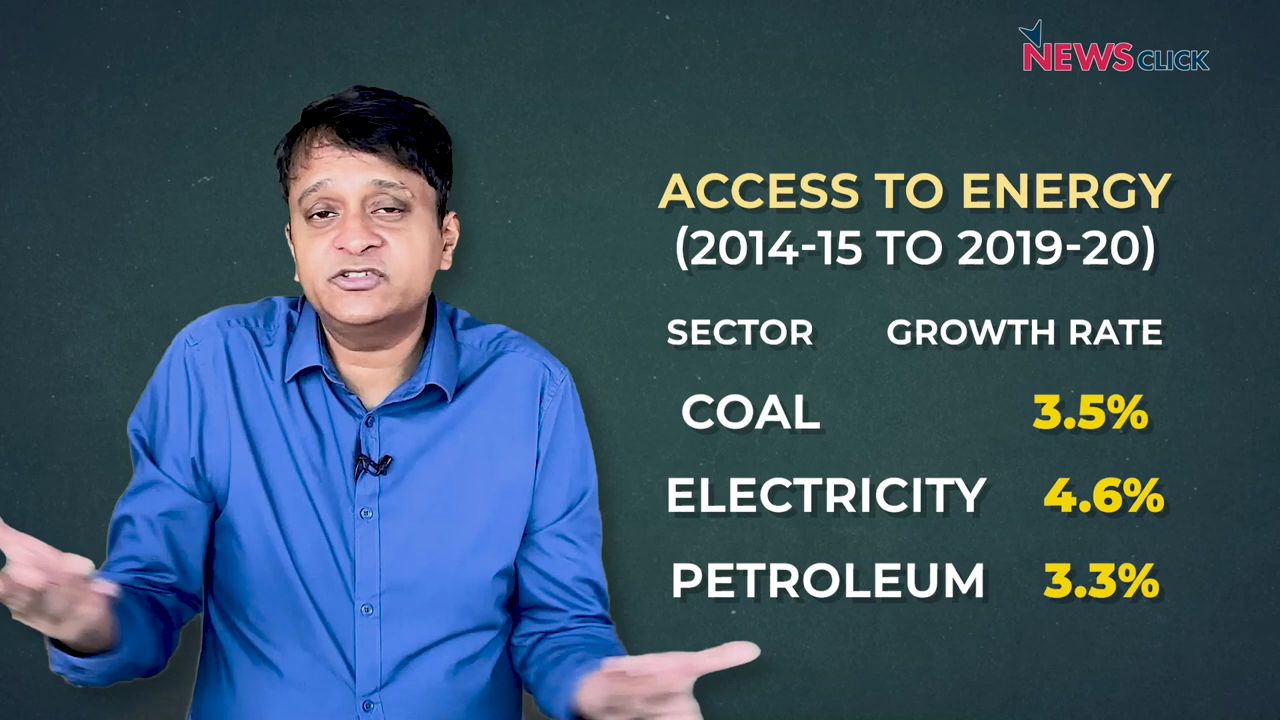 NEWSCLICK
ACCESS TO ENERGY
(2014-15 TO 2019-20)
SECTOR GROWTH RATE
COAL 3.5%
ELECTRICITY 4.6%
PETROLEUM 3.3%